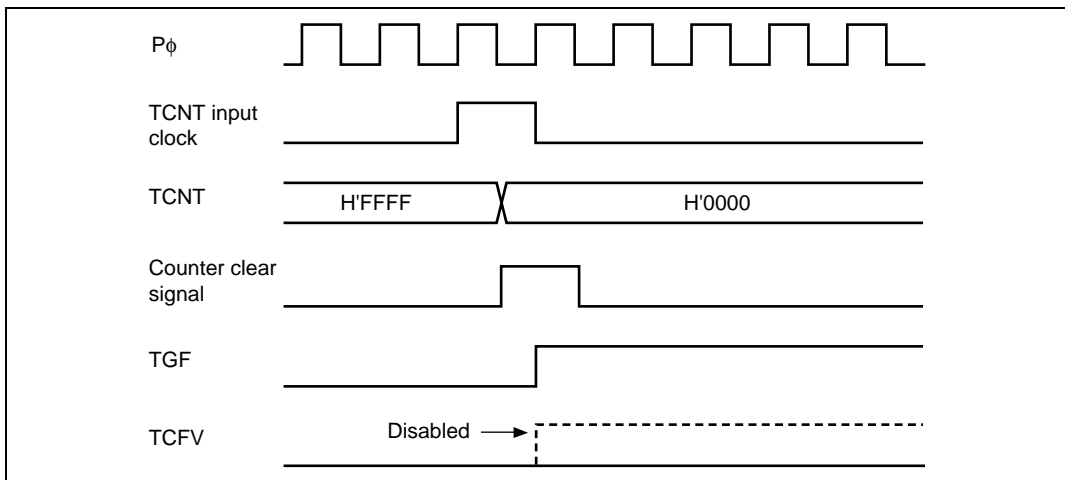 Pϕ
TCNT input
clock
TCNT
H'FFFF
H'0000
Counter clear
signal
TGF
TCFV
Disabled